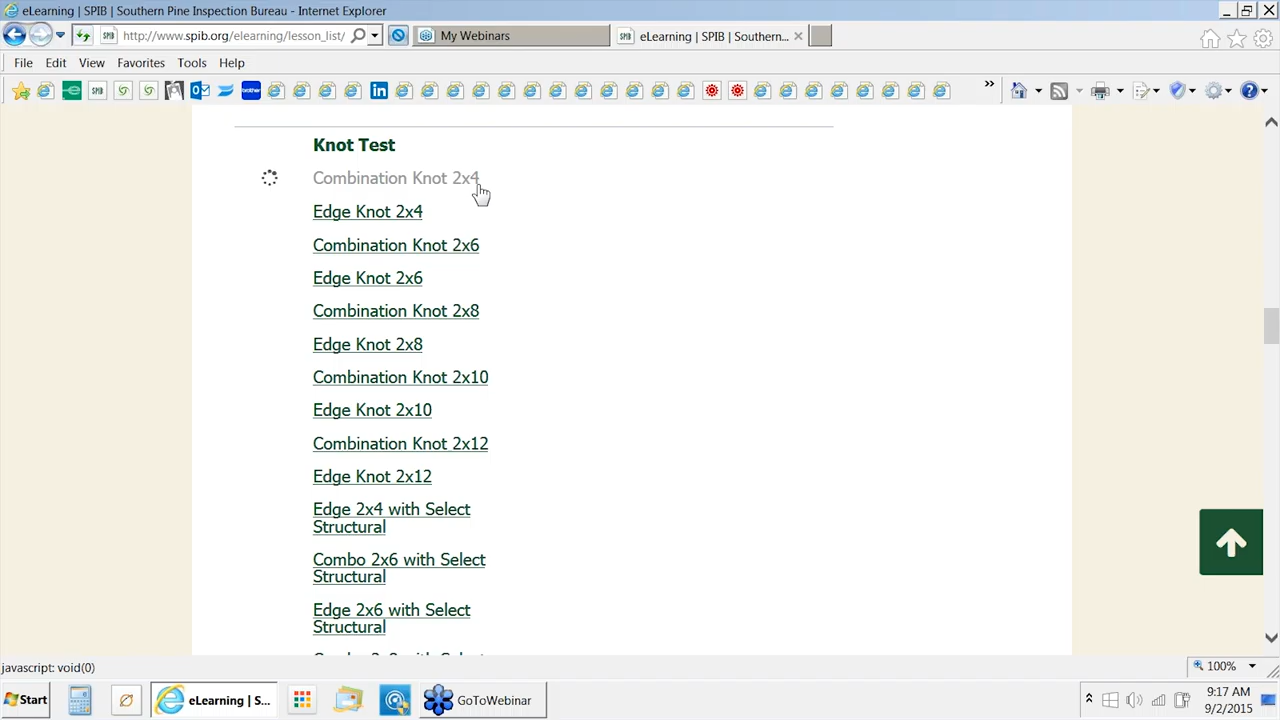 eLearning | SPIB | Southern Pine Inspection Bureau - Internet Explorer
http://www.spib.org/elearning/lesson_list/
My Webinars
SPIB eLearning | SPIB | Southern...
File Edit View Favorites Tools Help
SPIB
brother
Knot Test
Combination Knot 2x4
Edge Knot 2x4
Combination Knot 2x6
Edge Knot 2x6
Combination Knot 2x8
Edge Knot 2x8
Combination Knot 2x10
Edge Knot 2x10
Combination Knot 2x12
Edge Knot 2x12
Edge 2x4 with Select
Structural
Combo 2x6 with Select
Structural
Edge 2x6 with Select
Structural
javascript: void(0)
100%
Start
eLearning | S...
GoToWebinar
9:17 AM
9/2/2015